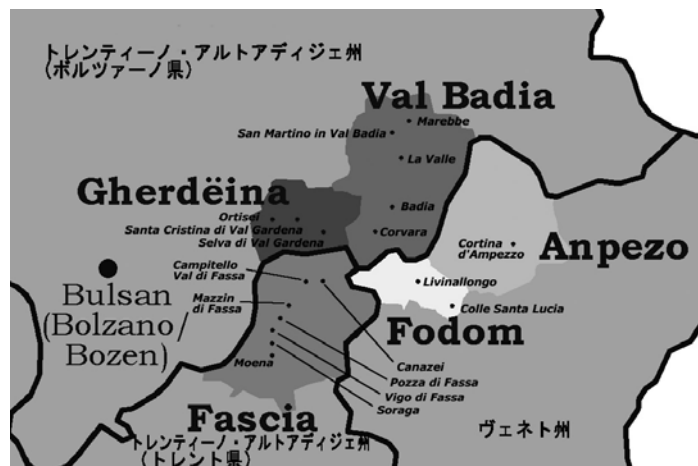 トレンティーノ・アルトアディジェ州
(ボルツァーノ県)
Val Badia
Marebbe
San Martino in Val Badia
La Valle
Gherdëina
Ortisei
Badia
Santa Cristina di Val Gardena
Corvara
Selva di Val Gardena
Cortina
d'Ampezzo
Anpezo
Campitello
Val di Fassa
Bulsan
(Bolzano/
Bozen)
Livinallongo
Mazzin
di Fassa
Colle Santa Lucia
Fodom
Moena
Canazei
Pozza di Fassa
Vigo di Fassa
Soraga
Fascia
ヴェネト州
トレンティーノ・アルトアディジェ州
(トレント県)